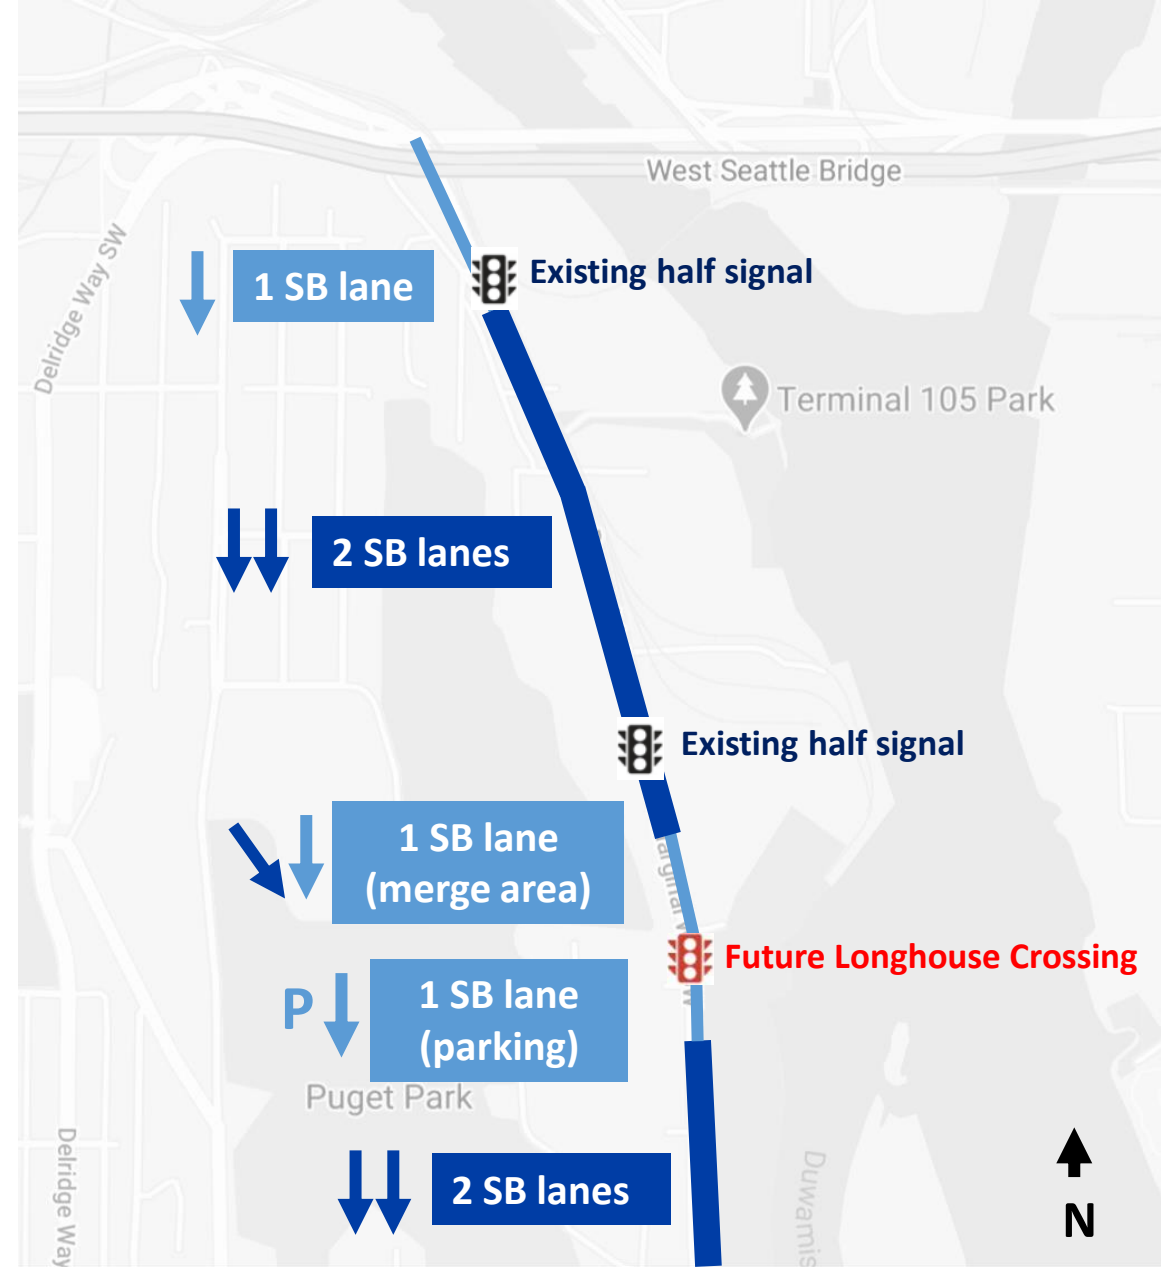 West Seattle Bridge
Delridge Way SW
1 SB lane
Existing half signal
Terminal 105 Park
2 SB lanes
Existing half signal
1 SB lane
(merge area)
Future Longhouse Crossing
P
1 SB lane
(parking)
Puget Park
Delridge Way
2 SB lanes
Duwamis
N